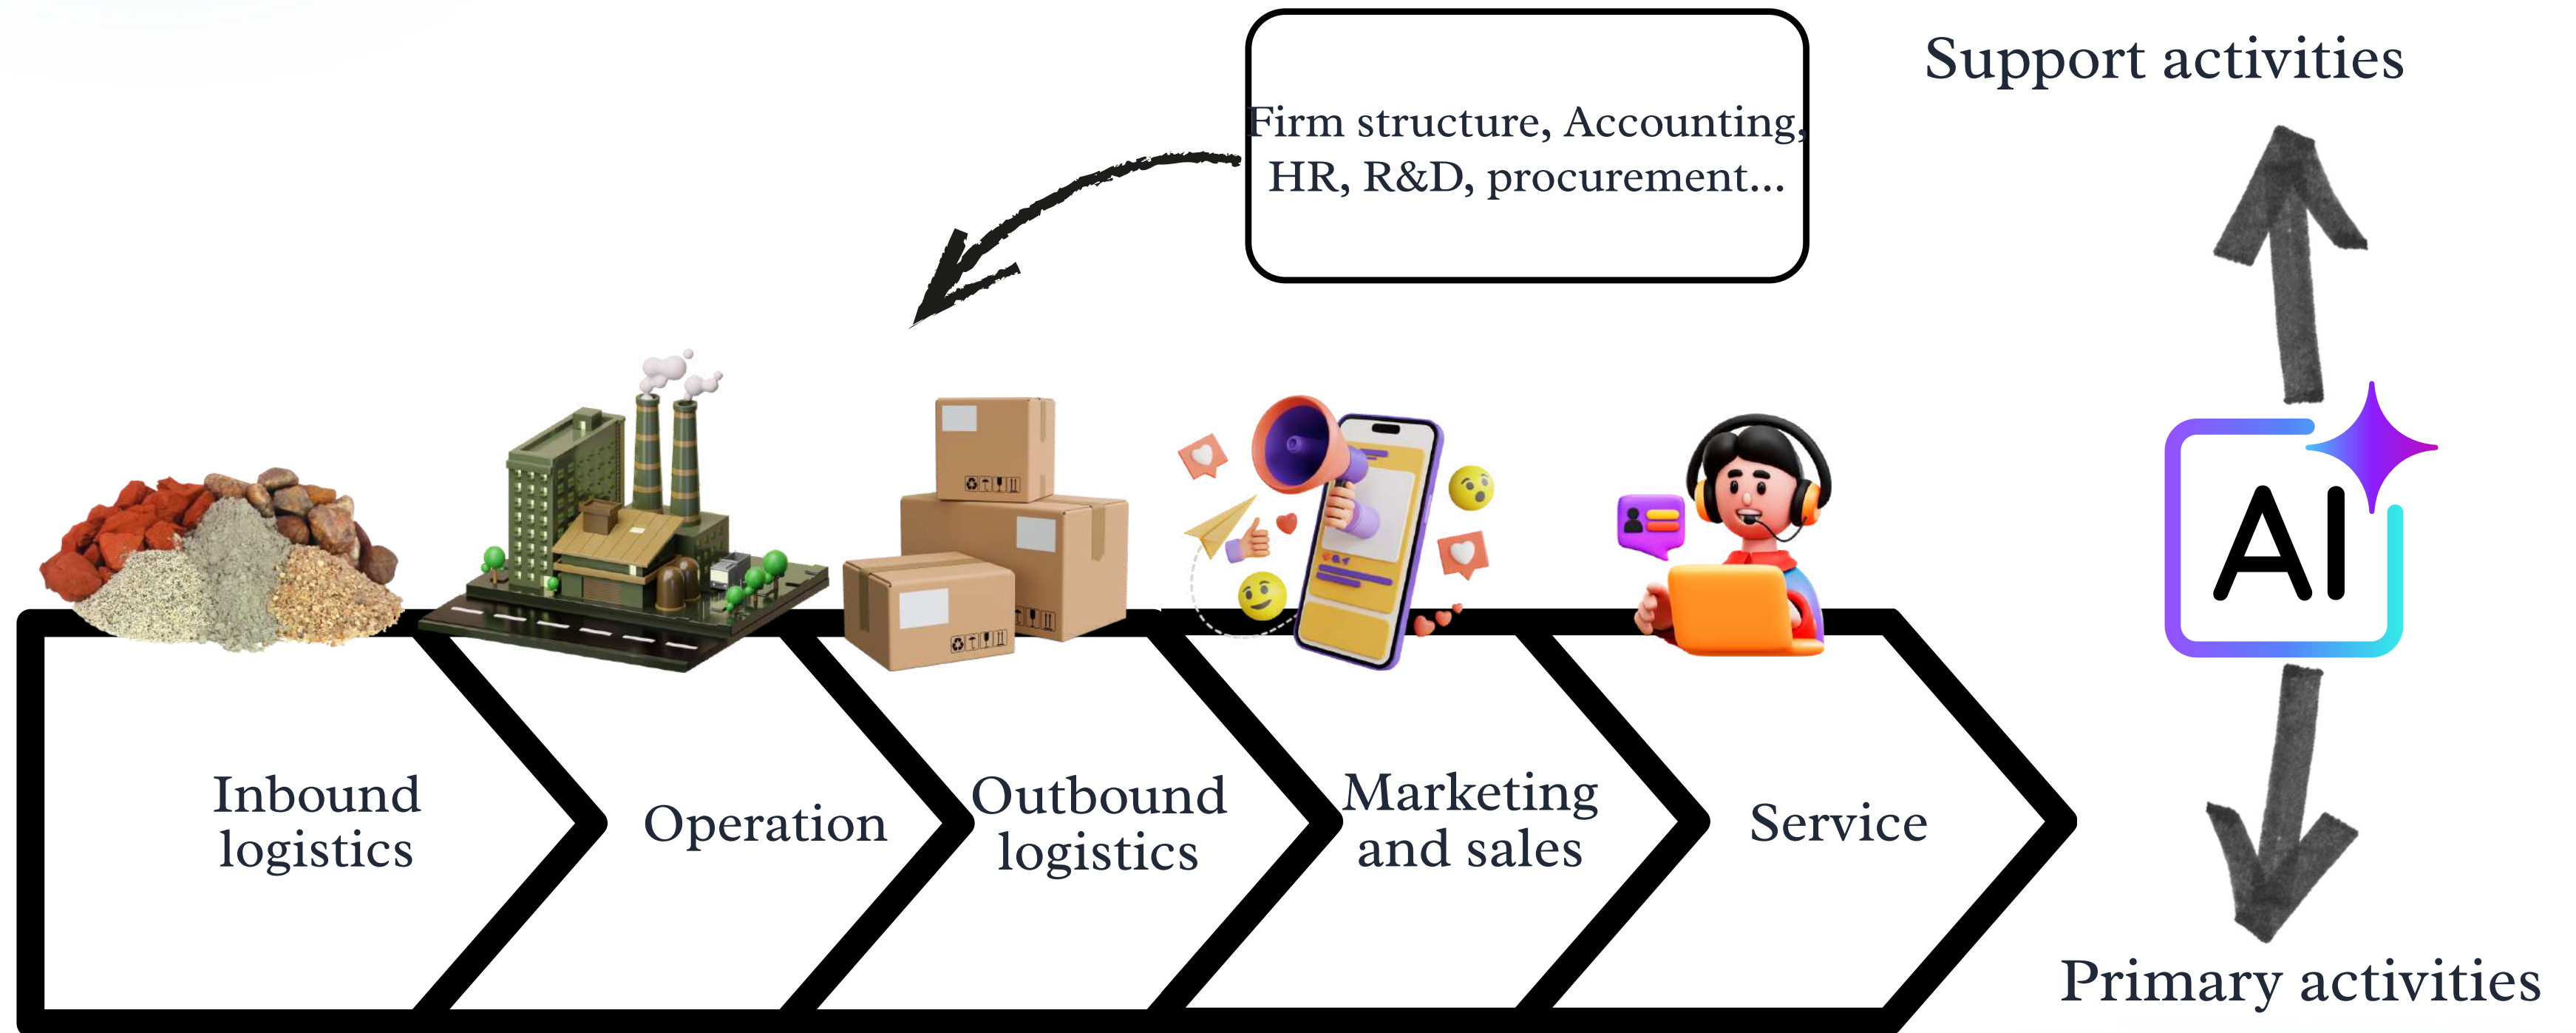 Support activities
Firm structure, Accounting,
HR, R&D, procurement...
AI
Inbound
logistics
Operation
Outbound
logistics
Marketing
and sales
Service
Primary activities